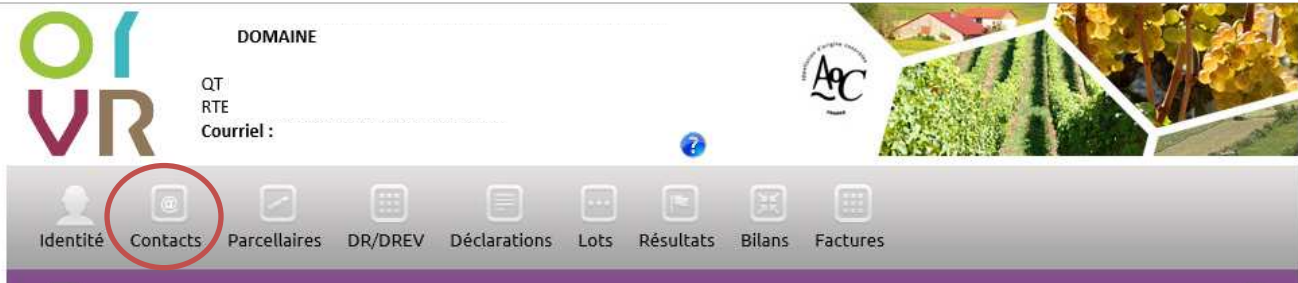 OI
VR
DOMAINE
QT
RTE
Courriel :
?
AOC
@
Identité Contacts Parcellaires DR/DREV Déclarations Lots Résultats Bilans Factures